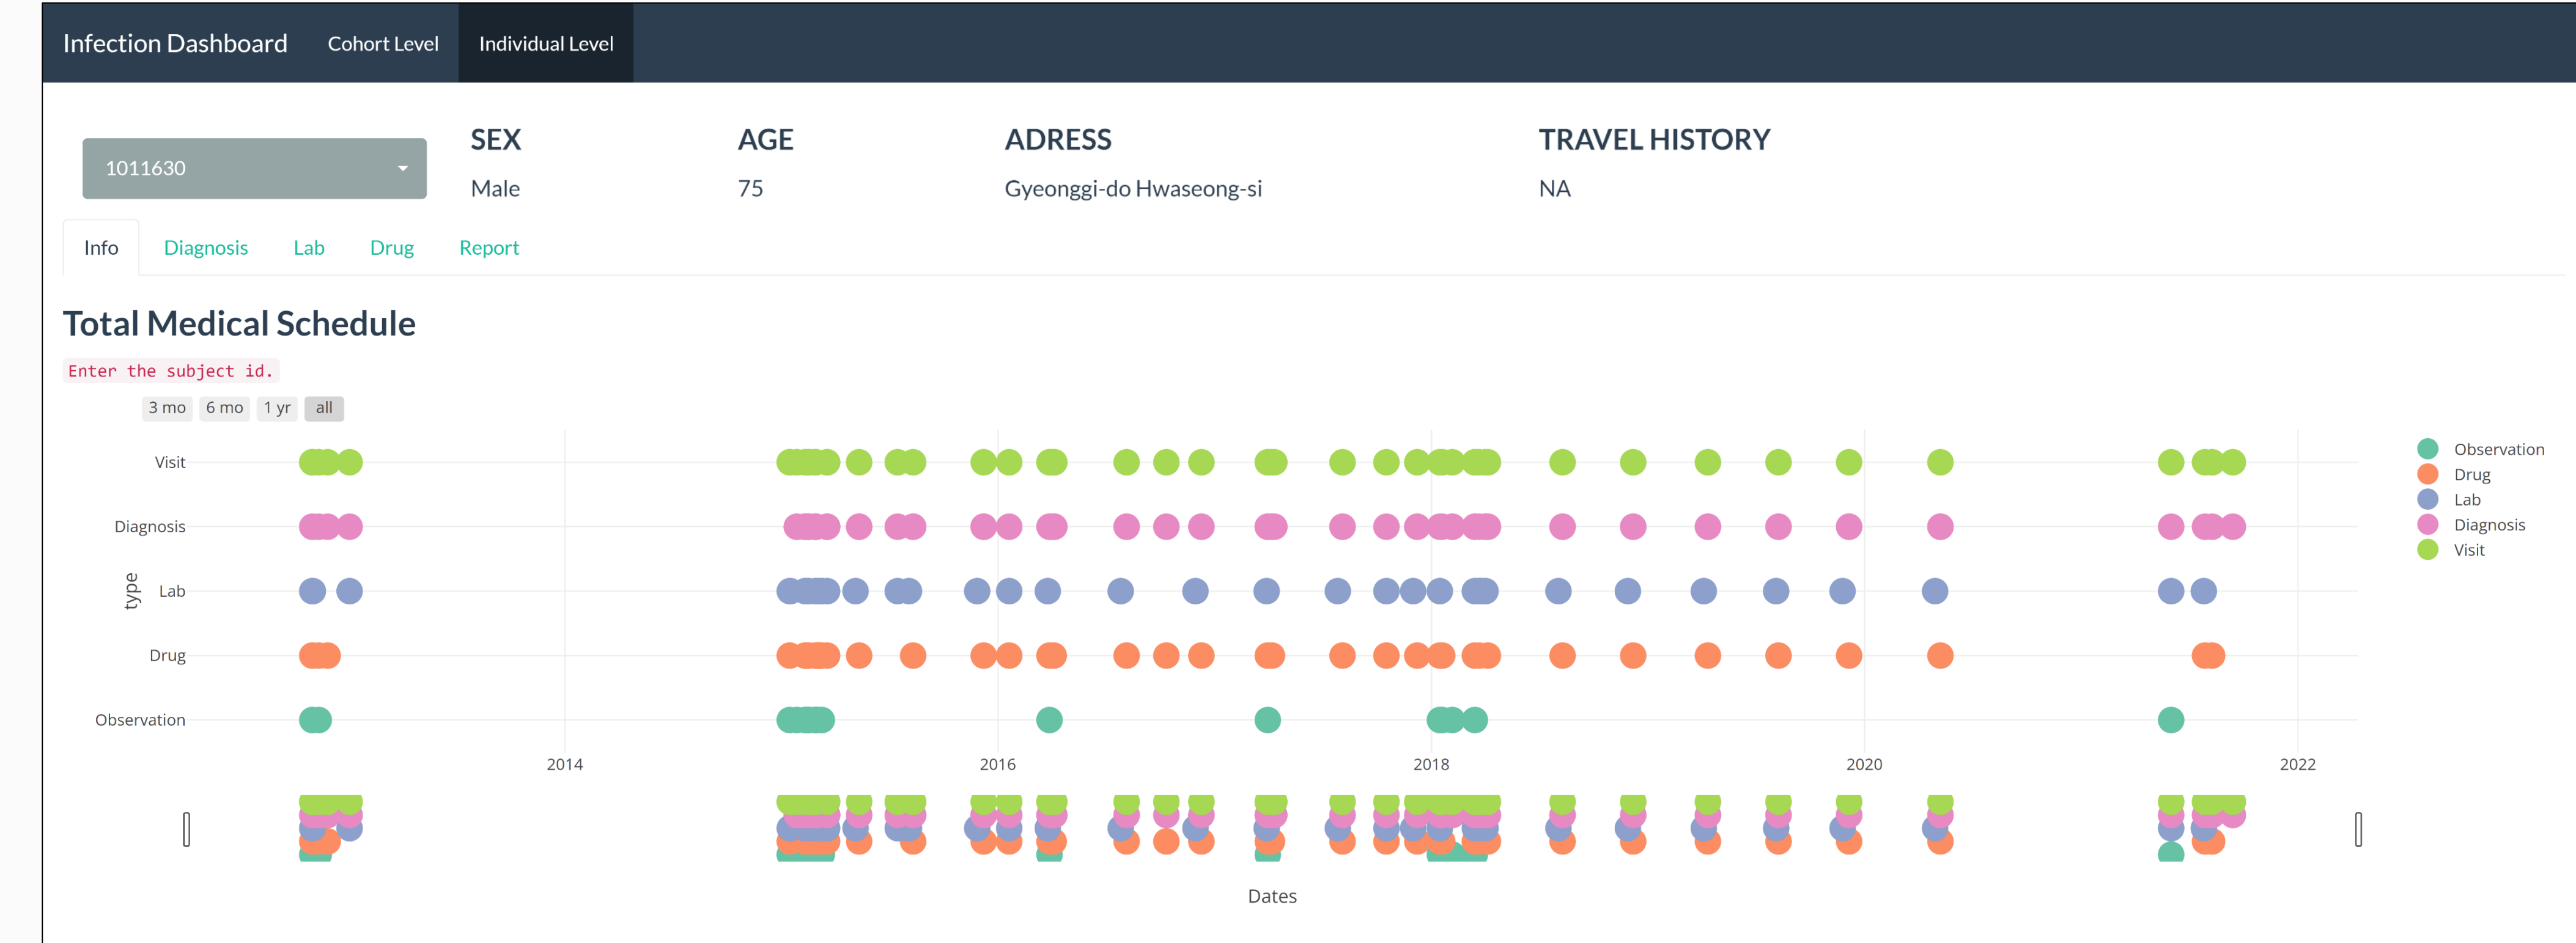 Infection Dashboard Cohort Level Individual Level
1011630
SEX
Male
AGE
75
ADRESS
Gyeonggi-do Hwaseong-si
TRAVEL HISTORY
NA
Info Diagnosis Lab Drug Report
Total Medical Schedule
Enter the subject id.
3 mo 6 mo 1 yr all
type
Visit
Diagnosis
Lab
Drug
Observation
2014 2016 2018 2020 2022
Dates
Observation
Drug
Lab
Diagnosis
Visit